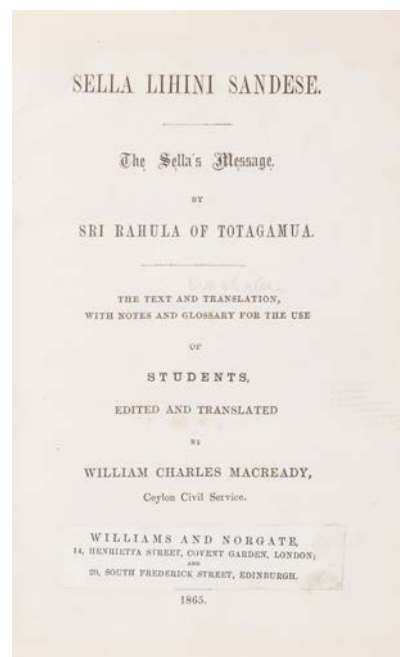 SELLA LIHINI SANDESE.
The Sella's Message,
BY
SRI RAHULA OF TOTAGAMUA.
THE TEXT AND TRANSLATION,
WITH NOTES AND GLOSSARY FOR THE USE
OF
STUDENTS,
EDITED AND TRANSLATED
BY
WILLIAM CHARLES MACREADY,
Ceylon Civil Service.
WILLIAMS AND NORGATE,
14, HENRIETTA STREET, COVENT GARDEN, LONDON;
AND
20, SOUTH FREDERICK STREET, EDINBURGH.
1865.